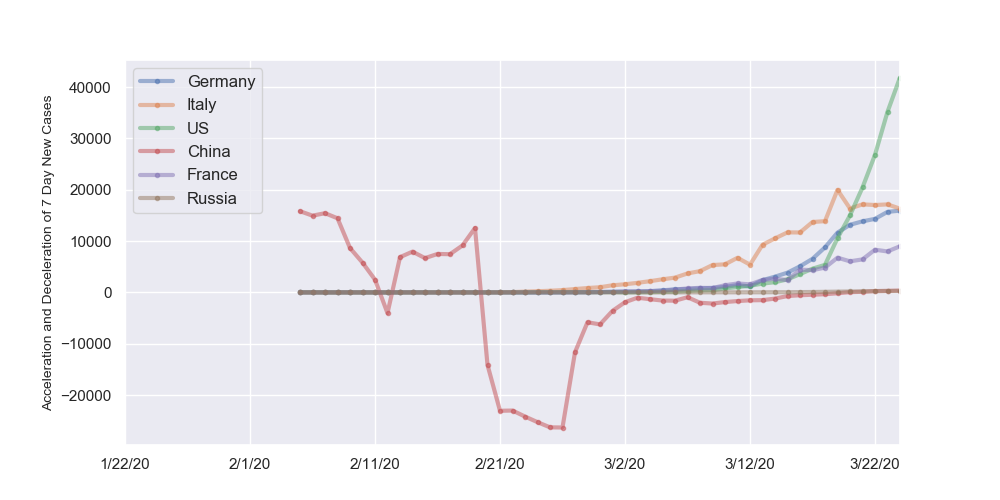 Acceleration and Deceleration of 7 Day New Cases
40000
30000
20000
10000
0
−10000
−20000
Germany
Italy
US
China
France
Russia
1/22/20
2/1/20
2/11/20
2/21/20
3/2/20
3/12/20
3/22/20